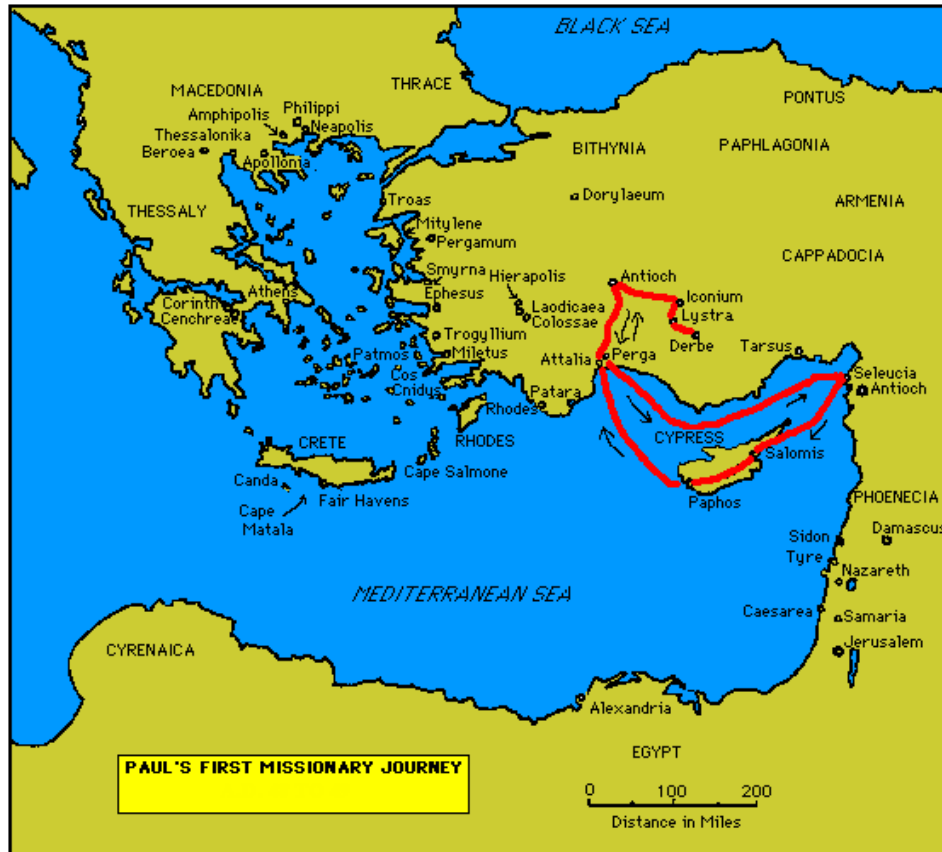 BLACK SEA
THRACE
MACEDONIA
PONTUS
Philippi
Amphipolis
Neapolis
Thessalonika
Beroea
Apollonia
BITHYNIA
PAPHLAGONIA
Dorylaeum
Troas
ARMENIA
THESSALY
Mitylene
Pergamum
CAPPADOCIA
Smyrna
Hierapolis
Antioch
Ephesus
Athens
Iconium
Corinth
Laodicaea
Lystra
Cenchreae
Colossae
Trogyllium
Derbe
Tarsus
Patmos
Miletus
Attalia
Perga
Cos
Cnidus
Seleucia
Antioch
Patara
Rhodes
RHODES
CRETE
CYPRESS
Salomis
Cape Salmone
Canda
Fair Havens
Paphos
Cape
Matala
PHOENECIA
Damascus
Sidon
Tyre
Nazareth
MEDITERRANEAN SEA
Caesarea
Samaria
CYRENAICA
Jerusalem
Alexandria
EGYPT
PAUL'S FIRST MISSIONARY JOURNEY
0 100 200
Distance in Miles